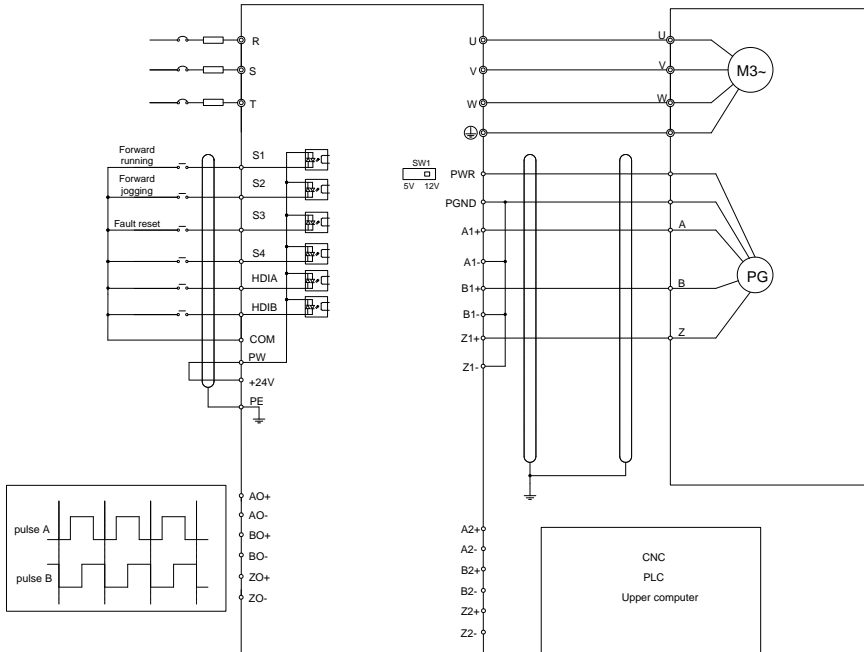 R
S
T
U
V
W
U
V
W
M3~
Forward
running
Forward
jogging
Fault reset
S1
S2
S3
S4
HDIA
HDIB
COM
PW
+24V
PE
SW1
5V 12V
PWR
PGND
A1+
A1-
B1+
B1-
Z1+
Z1-
A
B
Z
PG
pulse A
pulse B
AO+
AO-
BO+
BO-
ZO+
ZO-
A2+
A2-
B2+
B2-
Z2+
Z2-
CNC
PLC
Upper computer